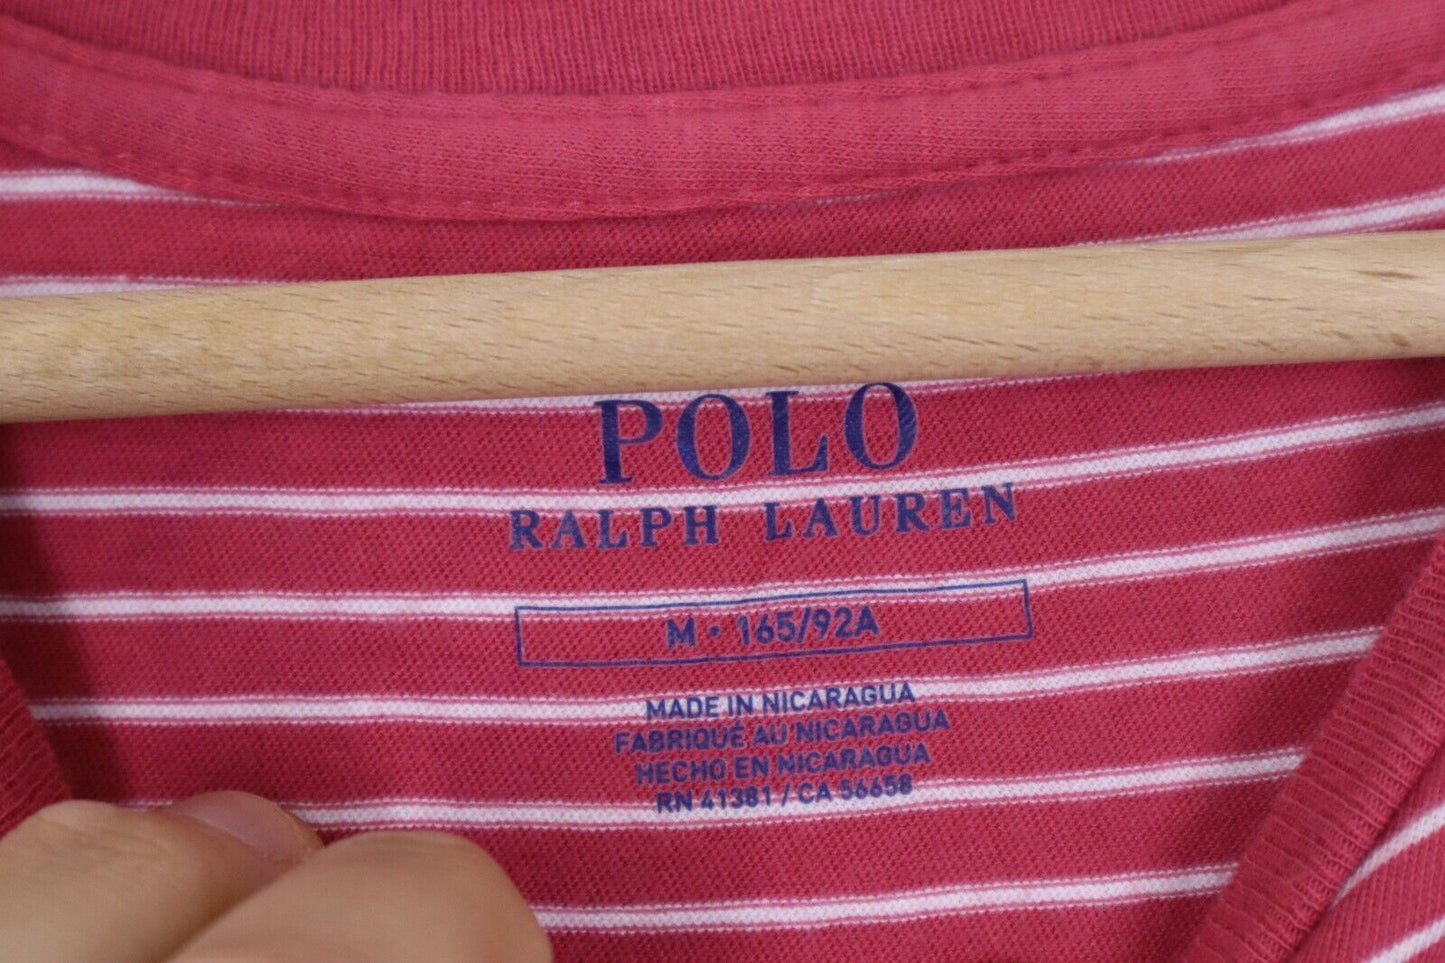 POLO
RALPH LAUREN
M • 165/92A
MADE IN NICARAGUA
FABRIQUÉ AU NICARAGUA
HECHO EN NICARAGUA
RN 41381 / CA 56658